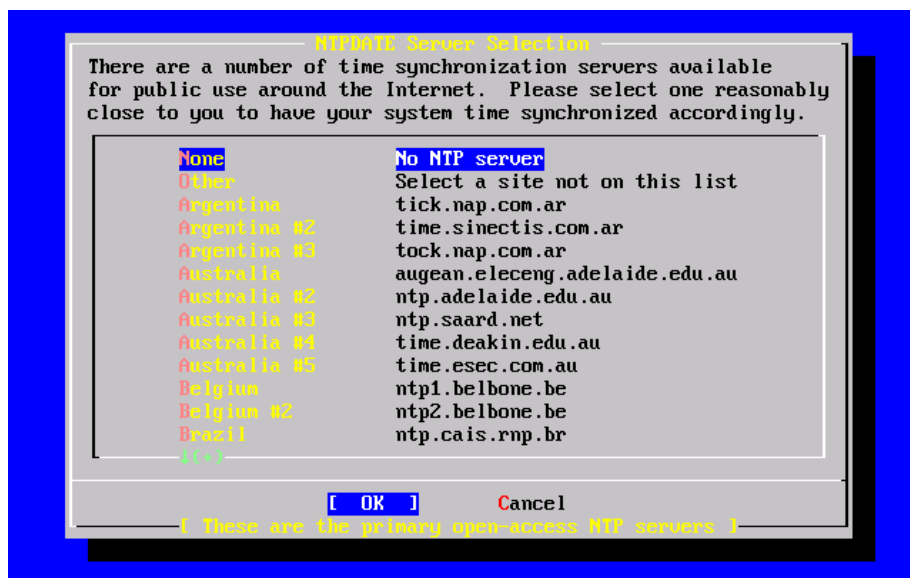 NTPDATE Server Selection
There are a number of time synchronization servers available
for public use around the Internet.  Please select one reasonably
close to you to have your system time synchronized accordingly.
None No NTP server
Other Select a site not on this list
Argentina tick.nap.com.ar
Argentina #2 time.sinectis.com.ar
Argentina #3 tock.nap.com.ar
Australia augean.eleceng.adelaide.edu.au
Australia #2 ntp.adelaide.edu.au
Australia #3 ntp.saard.net
Australia #4 time.deakin.edu.au
Australia #5 time.esec.com.au
Belgium ntp1.belbone.be
Belgium #2 ntp2.belbone.be
Brazil ntp.cais.rnp.br
↓(+)
[ OK ] Cancel
[ These are the primary open-access NTP servers ]